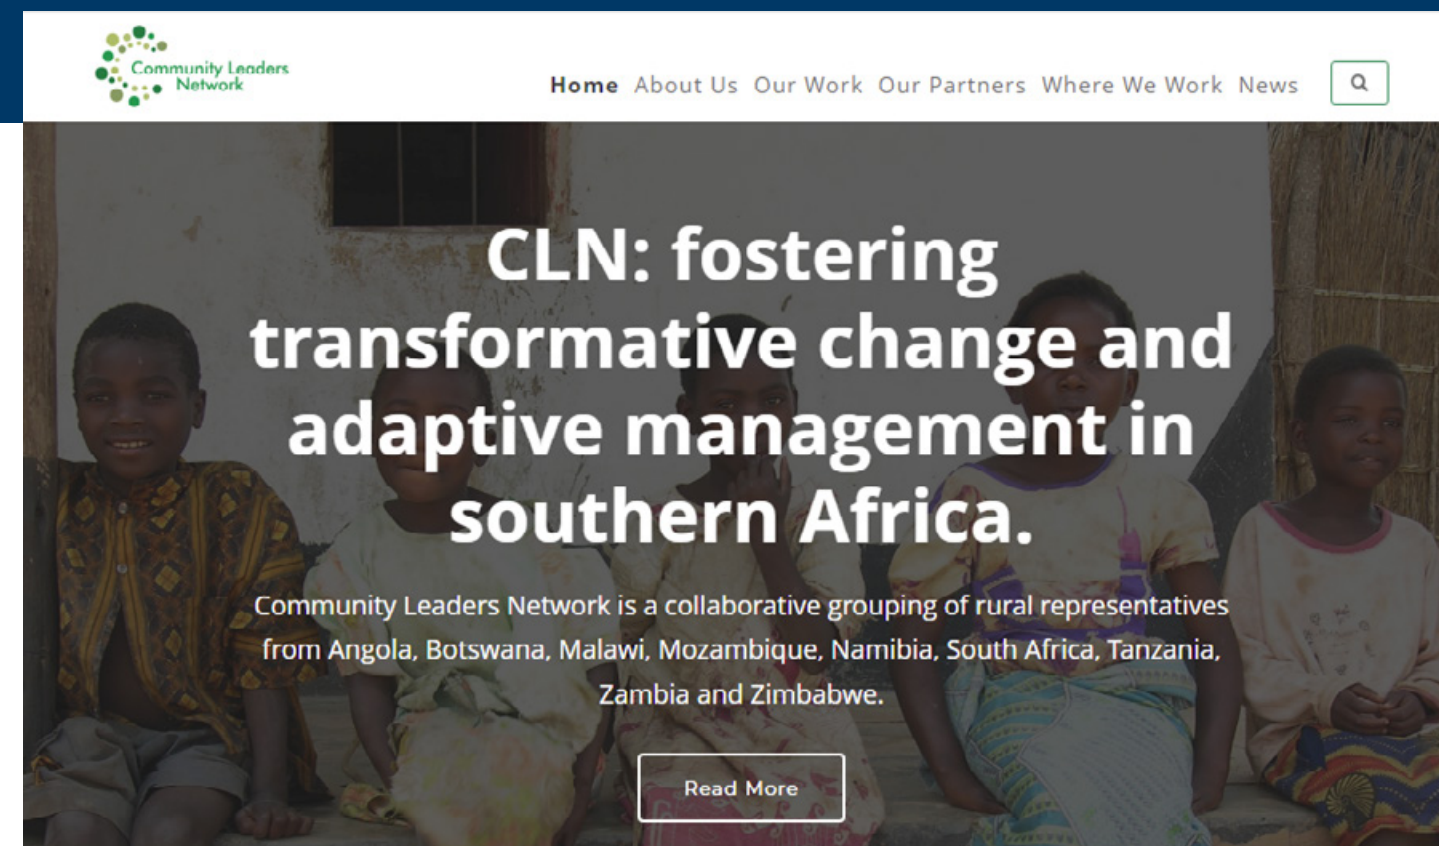 Community Leaders
Network
Home About Us Our Work Our Partners Where We Work News
CLN: fostering
transformative change and
adaptive management in
southern Africa.
Community Leaders Network is a collaborative grouping of rural representatives
from Angola, Botswana, Malawi, Mozambique, Namibia, South Africa, Tanzania,
Zambia and Zimbabwe.
Read More